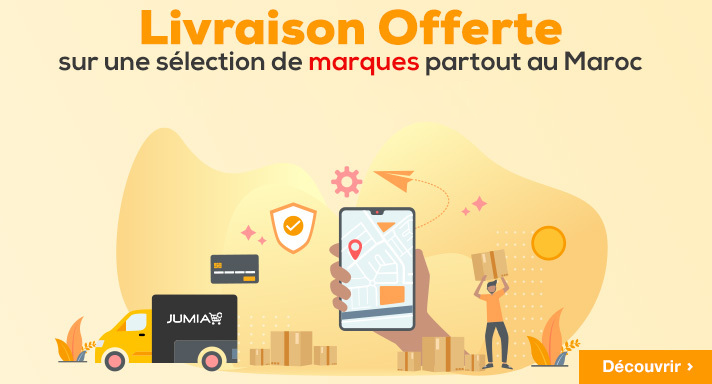 Livraison Offerte
sur une sélection de marques partout au Maroc
JUMIA
Découvrir ›